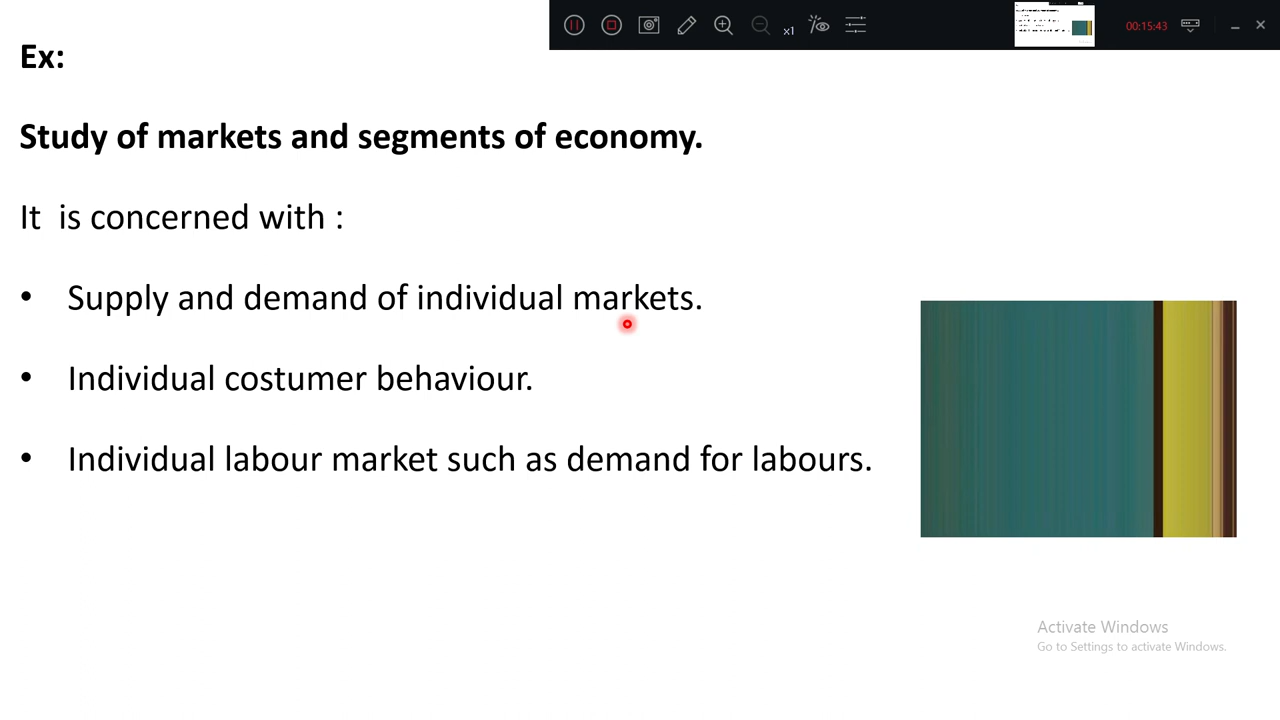 x1
00:15:43
Ex:
Study of markets and segments of economy.
It  is concerned with :
• Supply and demand of individual markets.
• Individual costumer behaviour.
• Individual labour market such as demand for labours.
Activate Windows
Go to Settings to activate Windows.